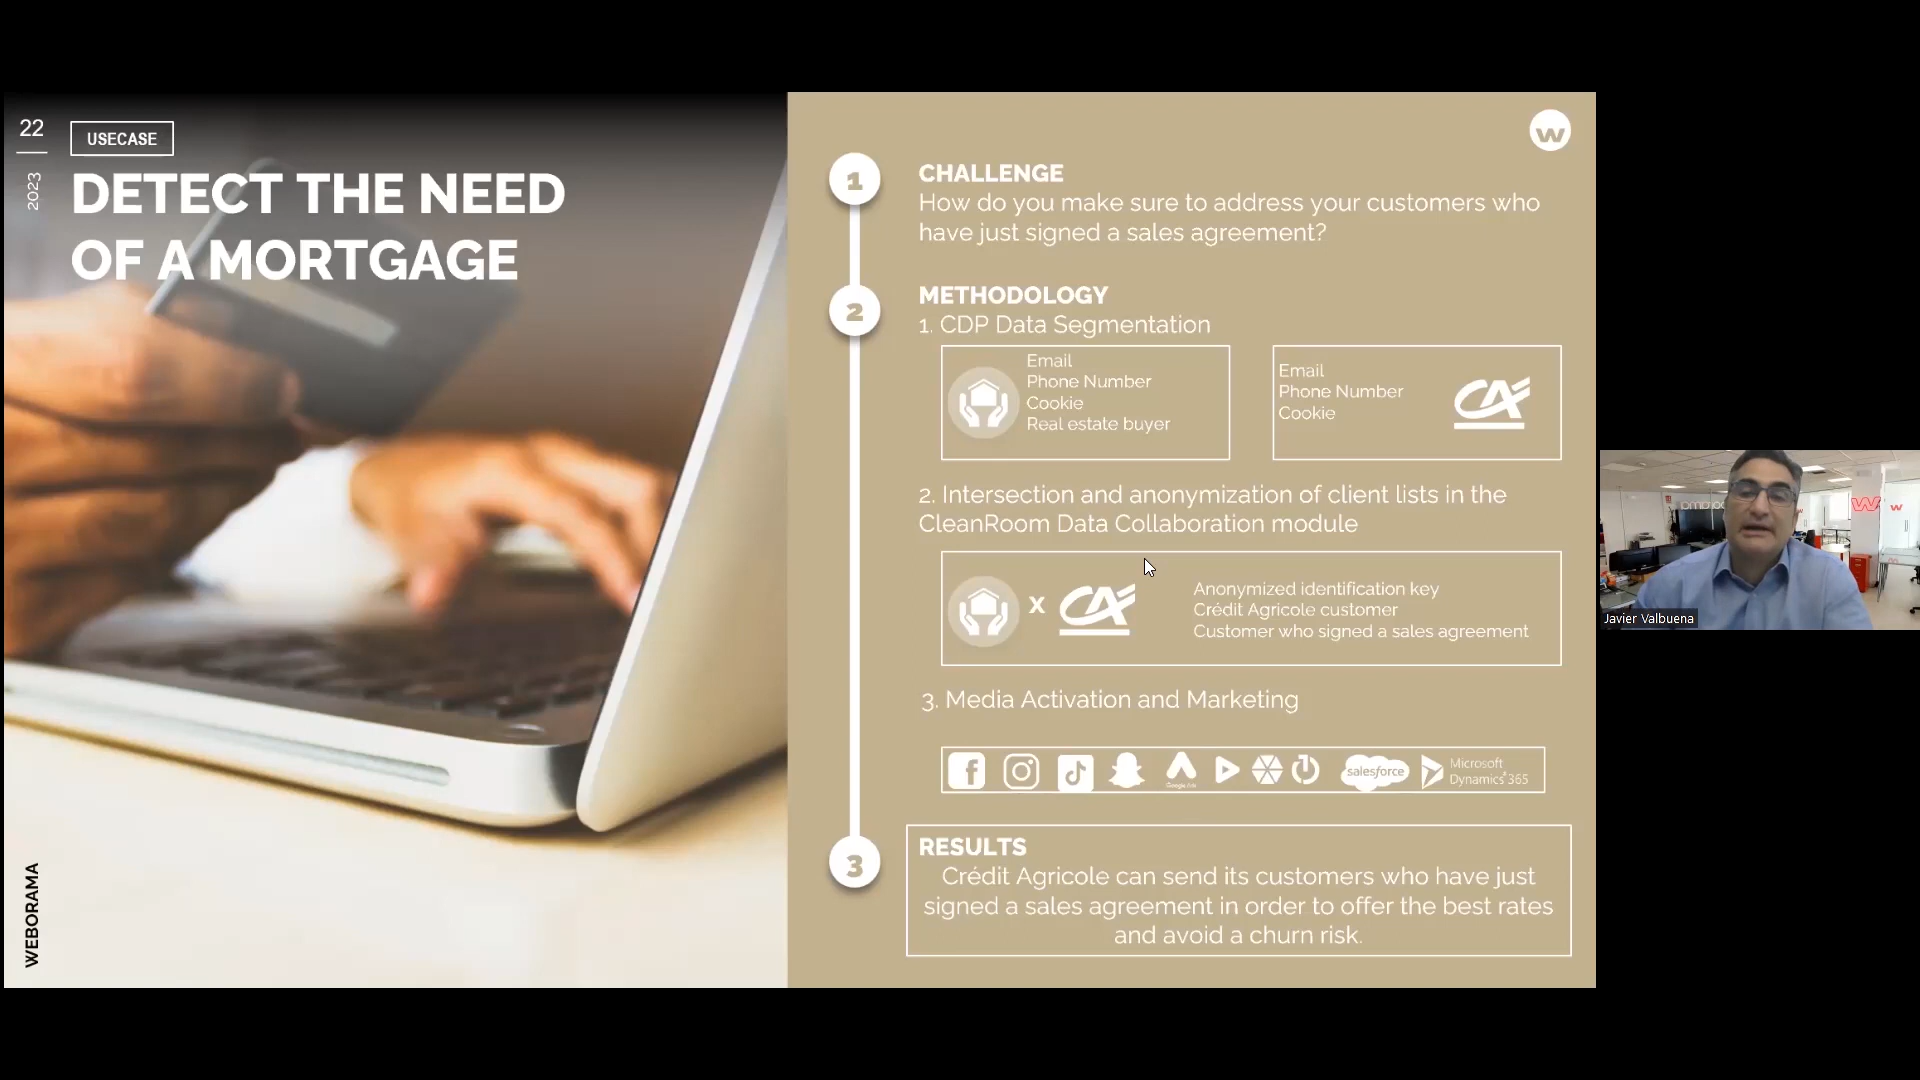 22
2023
USECASE
DETECT THE NEED
OF A MORTGAGE
WEBORAMA
w
1
CHALLENGE
How do you make sure to address your customers who
have just signed a sales agreement?
2
METHODOLOGY
1. CDP Data Segmentation
Email
Phone Number
Cookie
Real estate buyer
Email
Phone Number
Cookie
CA
2. Intersection and anonymization of client lists in the
CleanRoom Data Collaboration module
x
CA
Anonymized identification key
Crédit Agricole customer
Customer who signed a sales agreement
3. Media Activation and Marketing
Google Ads
salesforce
Microsoft
Dynamics 365
3
RESULTS
Crédit Agricole can send its customers who have just
signed a sales agreement in order to offer the best rates
and avoid a churn risk.
Javier Valbuena